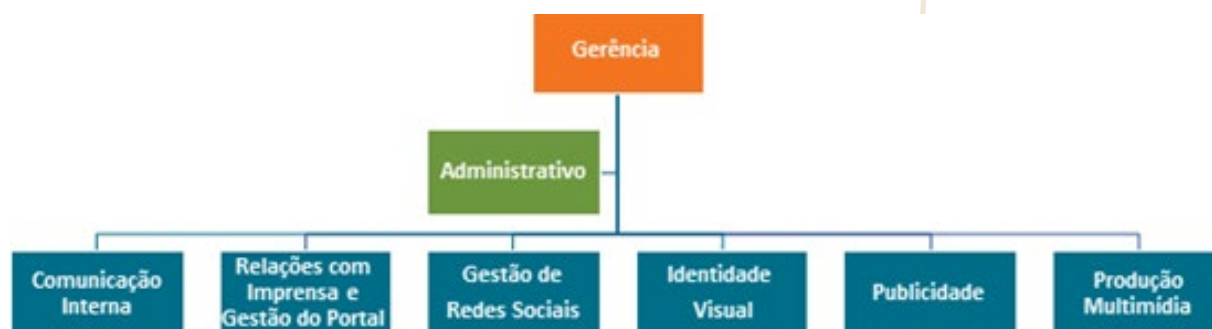 Gerência
Administrativo
Comunicação
Interna
Relações com
Imprensa e
Gestão do Portal
Gestão de
Redes Sociais
Identidade
Visual
Publicidade
Produção
Multimídia